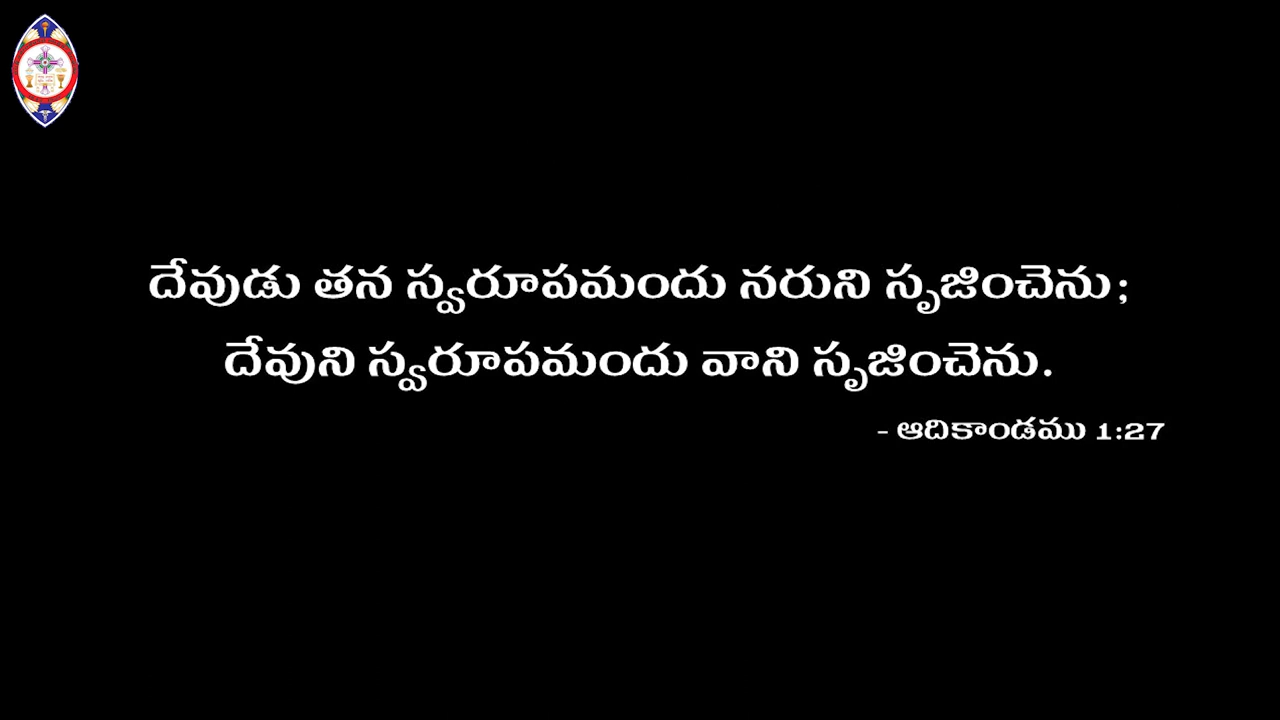 దేవుడు తన స్వరూపమందు నరుని సృజించెను;
దేవుని స్వరూపమందు వాని సృజించెను.
- ఆదికాండము 1:27